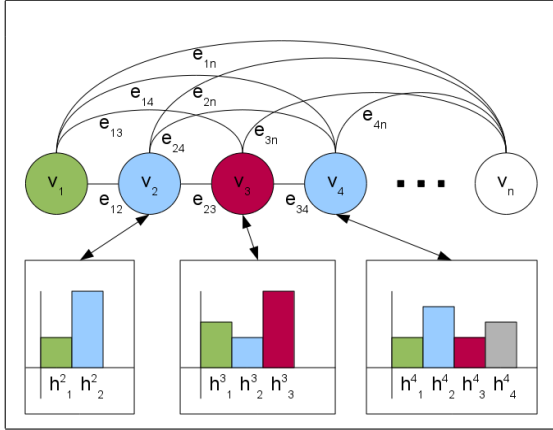 e1n
e14 e2n
e13 e24 e3n e4n
v1 v2 v3 v4 ... vn
e12 e23 e34
h²1 h²2 h³1 h³2 h³3 h⁴1 h⁴2 h⁴3 h⁴4